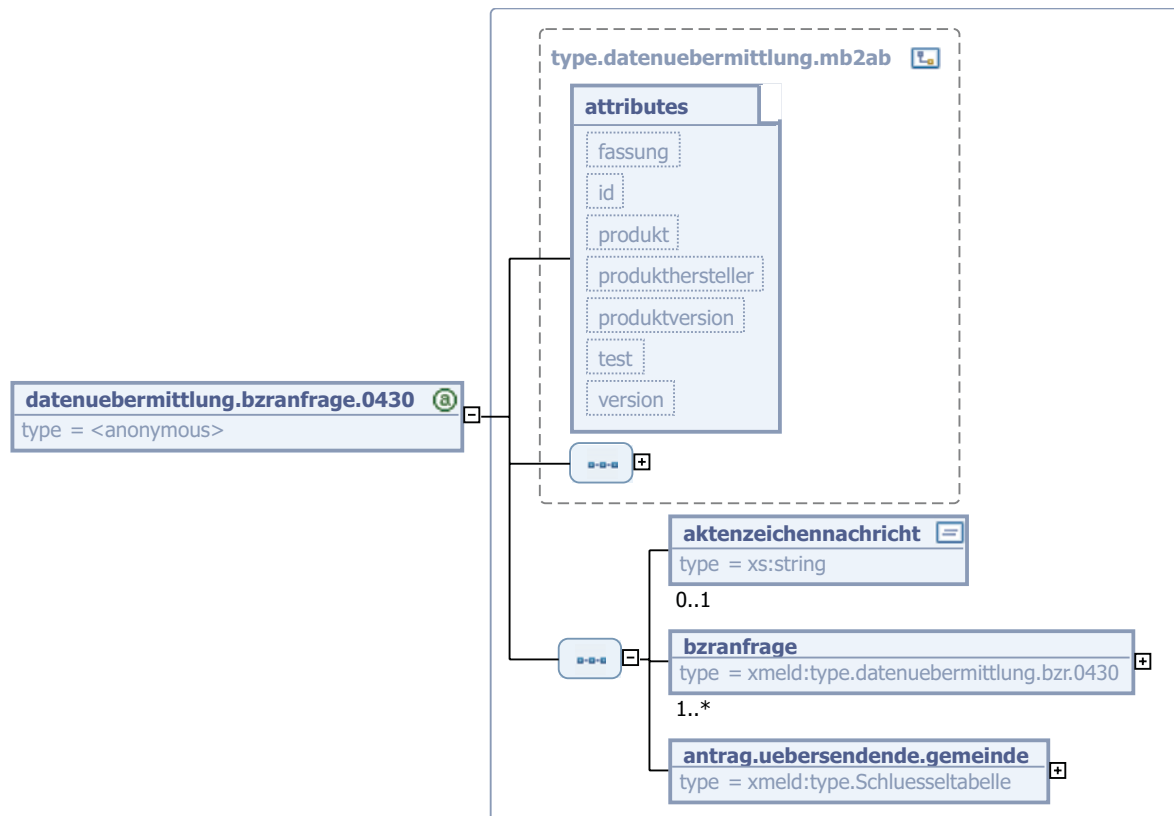 type.datenuebermittlung.mb2ab
attributes
fassung
id
produkt
produkthersteller
produktversion
test
version
datenuebermittlung.bzranfrage.0430 a
type = <anonymous>
aktenzeichennachricht
type = xs:string
0..1
bzranfrage
type = xmeld:type.datenuebermittlung.bzr.0430
1..*
antrag.uebersendende.gemeinde
type = xmeld:type.Schluesseltabelle